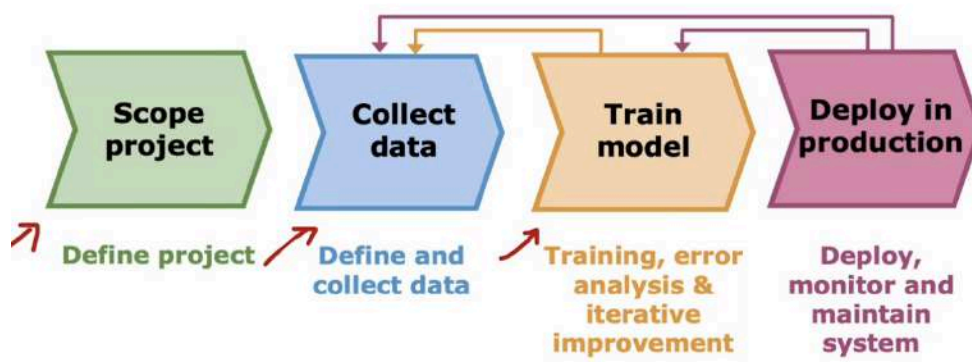 Scope
project
Collect
data
Train
model
Deploy in
production
Define project
Define and
collect data
Training, error
analysis &
iterative
improvement
Deploy,
monitor and
maintain
system